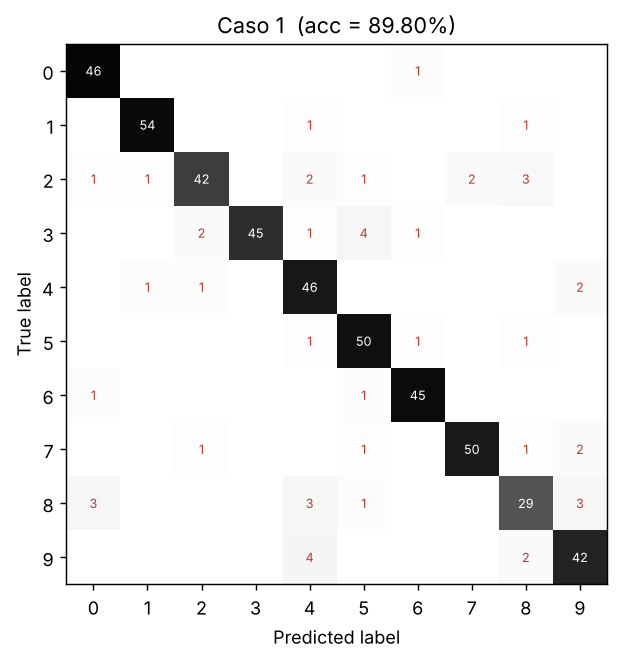 Caso 1 (acc = 89.80%)
0 46 1
1 54 1 1
2 1 1 42 2 1 2 3
3 2 45 1 4 1
4 1 1 46 2
5 1 50 1 1
6 1 1 45
7 1 1 50 1 2
8 3 3 1 29 3
9 4 2 42
0 1 2 3 4 5 6 7 8 9
Predicted label
True label